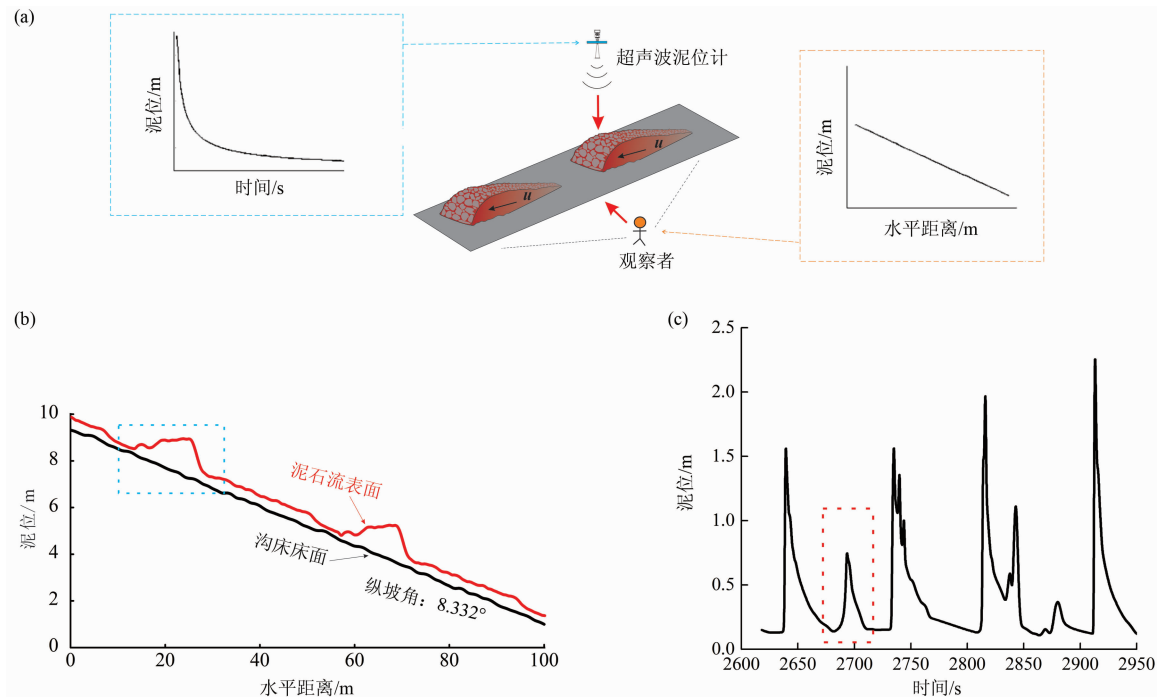 (a)
泥位/m
时间/s
超声波泥位计
u
u
观察者
泥位/m
水平距离/m
(b)
泥位/m
10
8
6
4
2
0
泥石流表面
沟床床面
纵坡角：8.332°
0
20
40
60
80
100
水平距离/m
(c)
泥位/m
2.5
2.0
1.5
1.0
0.5
0.0
2600
2650
2700
2750
2800
2850
2900
2950
时间/s